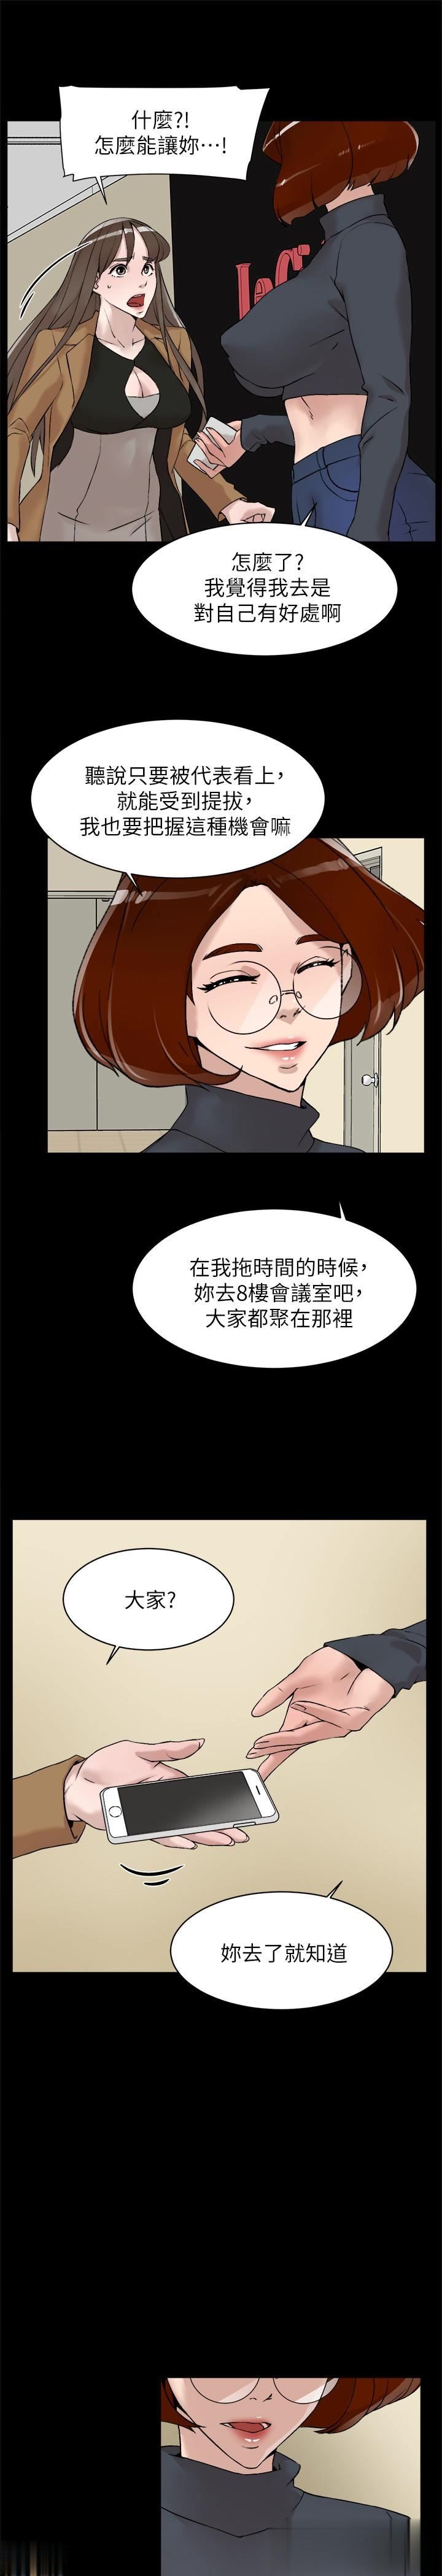 什麼?!
怎麼能讓妳⋯!
怎麼了?
我覺得我去是
對自己有好處啊
聽說只要被代表看上,
就能受到提拔,
我也要把握這種機會嘛
在我拖時間的時候,
妳去8樓會議室吧,
大家都聚在那裡
大家?
妳去了就知道